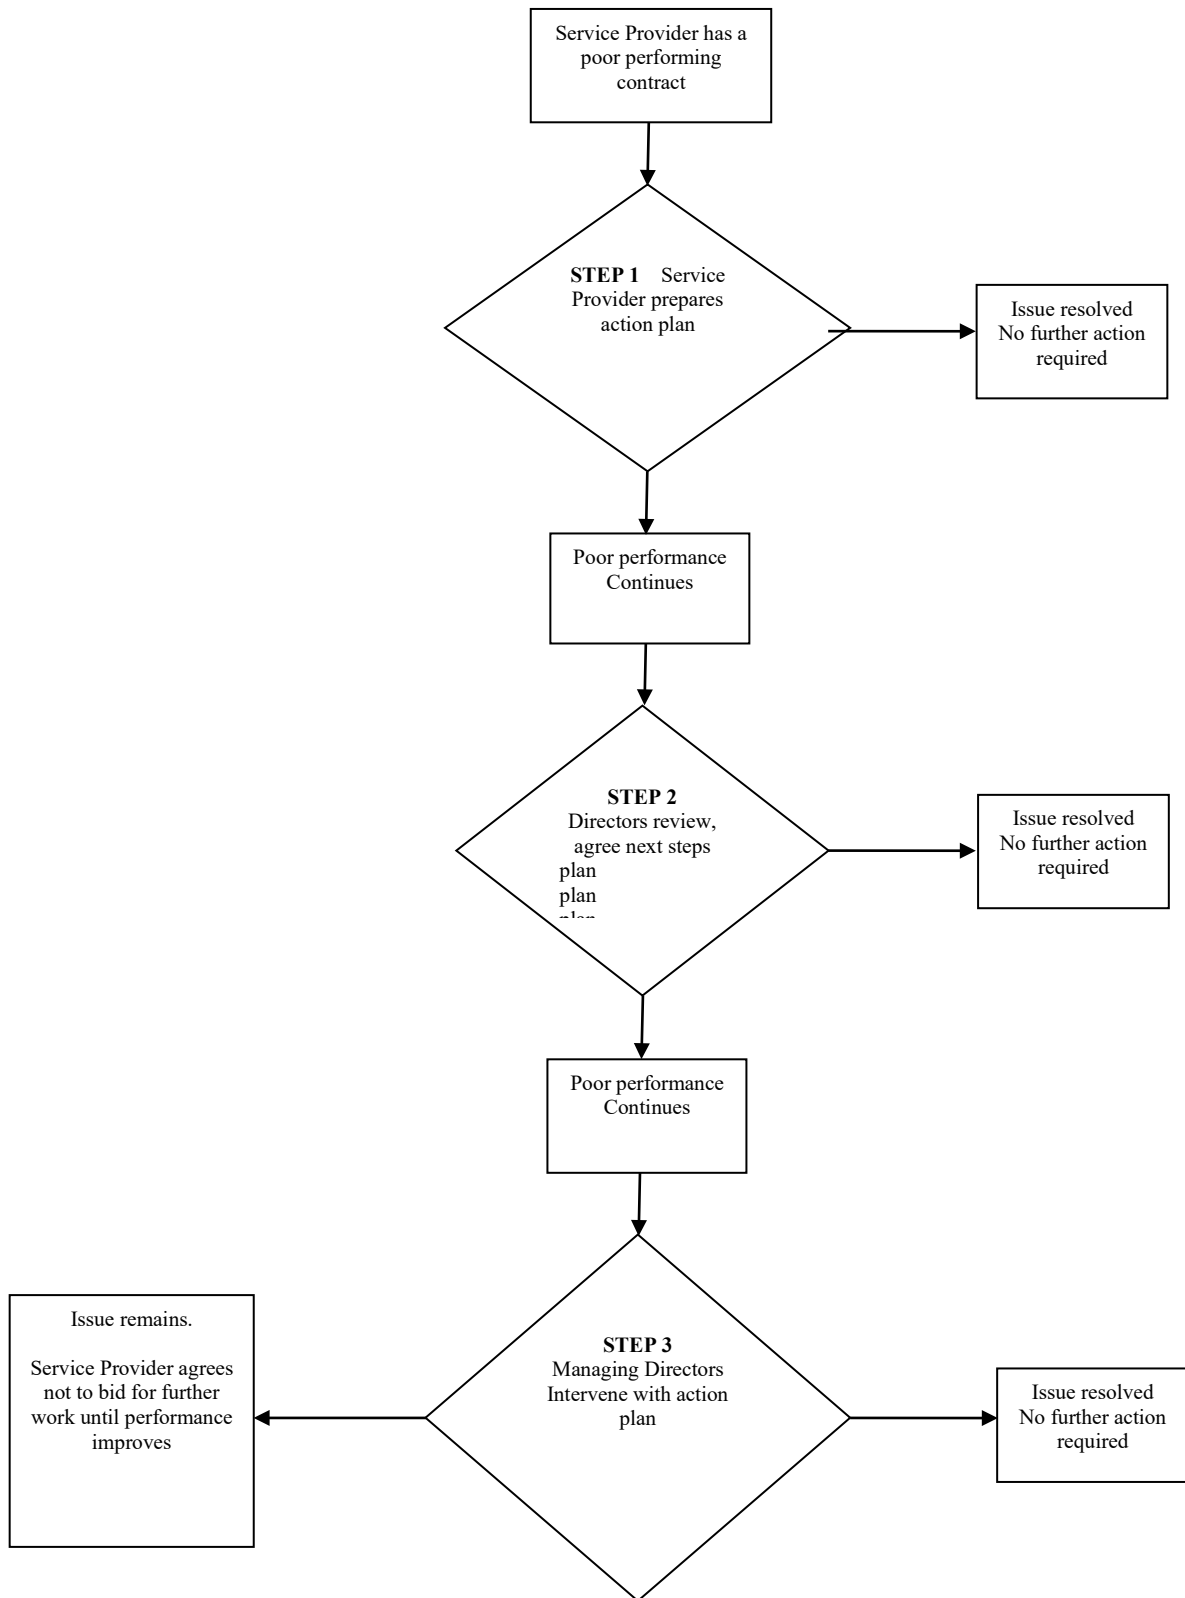 Service Provider has a
poor performing
contract
STEP 1    Service
Provider prepares
action plan
Issue resolved
No further action
required
Poor performance
Continues
STEP 2
Directors review,
agree next steps
plan
plan
plan
Issue resolved
No further action
required
Poor performance
Continues
Issue remains.
Service Provider agrees
not to bid for further
work until performance
improves
STEP 3
Managing Directors
Intervene with action
plan
Issue resolved
No further action
required